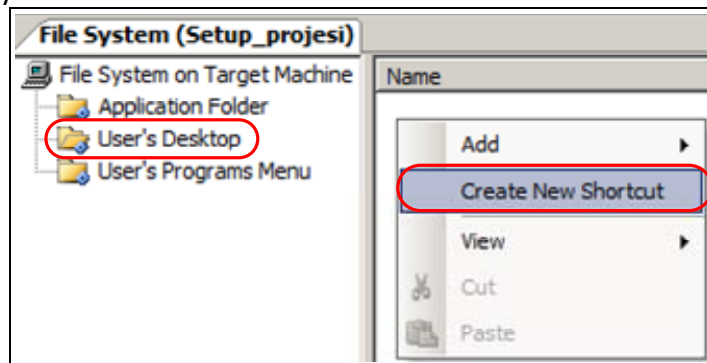 File System (Setup_projesi)
File System on Target Machine
Application Folder
User's Desktop
User's Programs Menu
Name
Add
Create New Shortcut
View
Cut
Paste